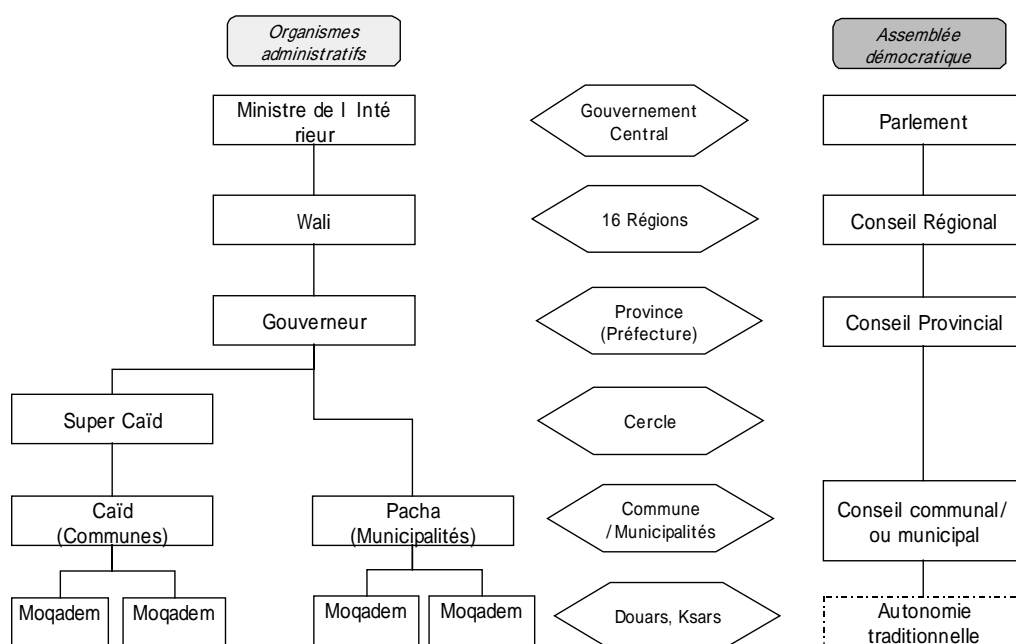 Organismes
administratifs
Assemblée
démocratique
Ministre de l Inté
rieur
Gouvernement
Central
Parlement
Wali
16 Régions
Conseil Régional
Gouverneur
Province
(Préfecture)
Conseil Provincial
Super Caïd
Cercle
Caïd
(Communes)
Pacha
(Municipalités)
Commune
/Municipalités
Conseil communal/
ou municipal
Moqadem
Moqadem
Moqadem
Moqadem
Douars, Ksars
Autonomie
traditionnelle